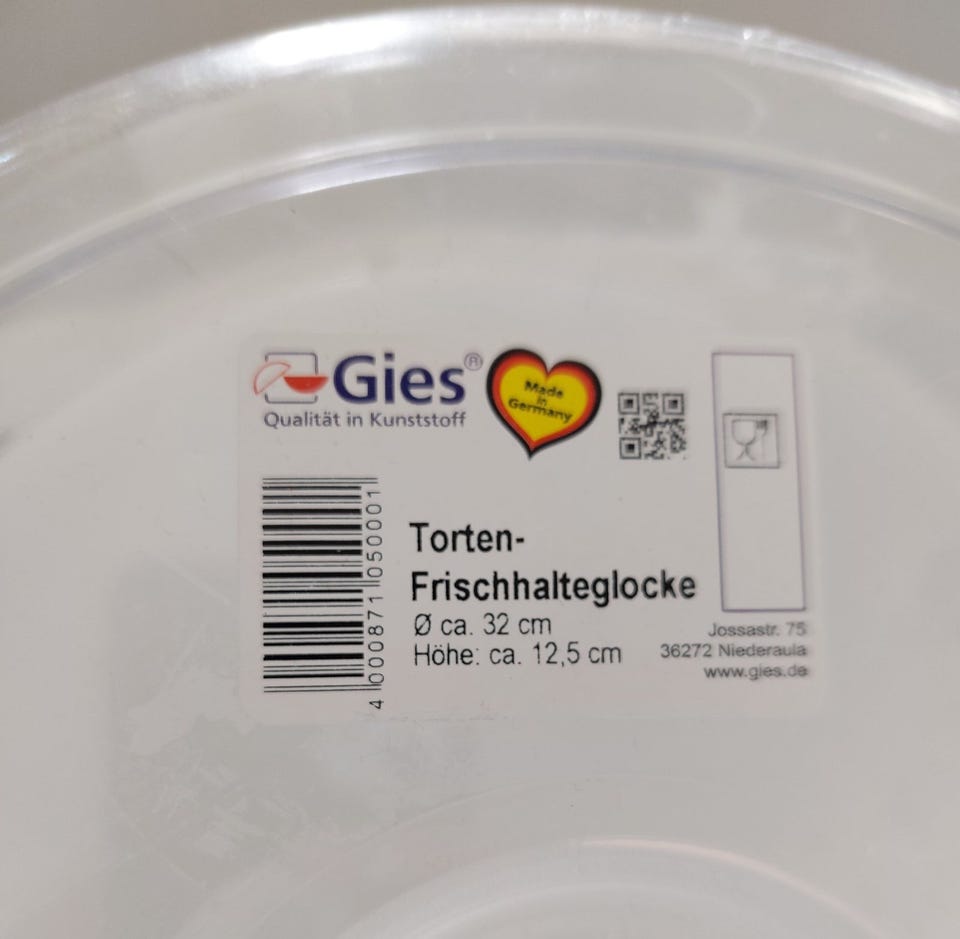 Gies®
Qualität in Kunststoff
Made
in
Germany
4 000871 050001
Torten-
Frischhalteglocke
Ø ca. 32 cm
Höhe: ca. 12,5 cm
Jossastr. 75
36272 Niederaula
www.gies.de